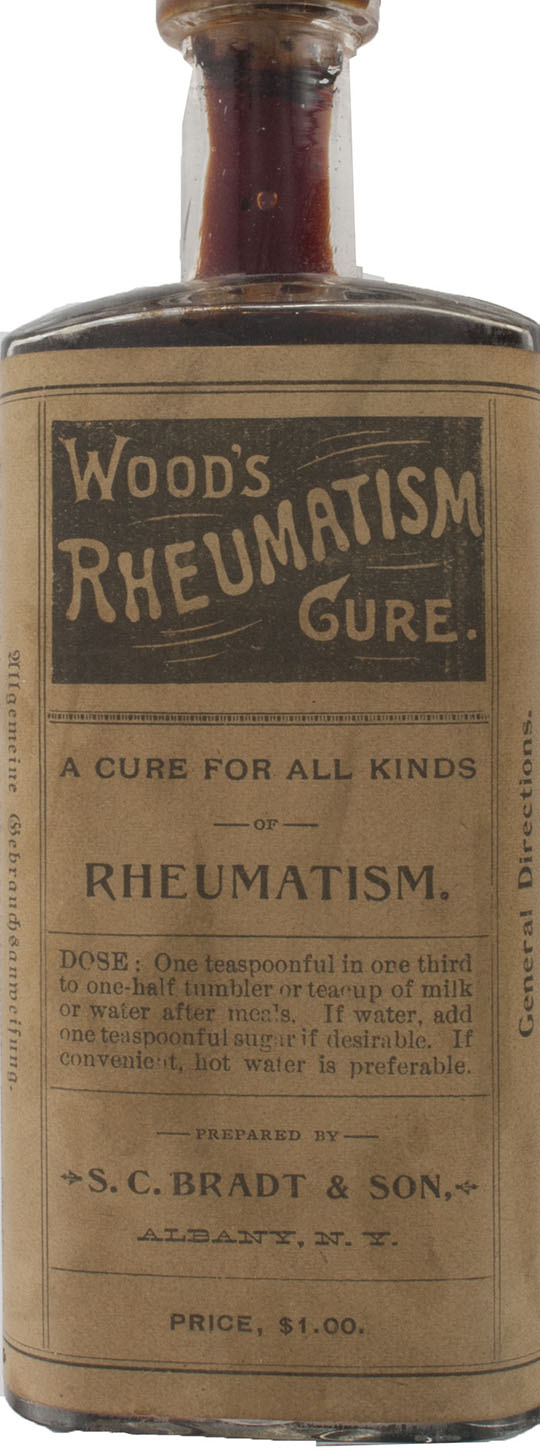 WOOD'S
RHEUMATISM
CURE.
A CURE FOR ALL KINDS
OF
RHEUMATISM.
DOSE: One teaspoonful in one third
to one-half tumbler or teacup of milk
or water after meals. If water, add
one teaspoonful sugar if desirable. If
convenient, hot water is preferable.
PREPARED BY
S. C. BRADT & SON,
ALBANY, N. Y.
PRICE, $1.00.
Allgemeine Gebrauchsanweisung.
General Directions.